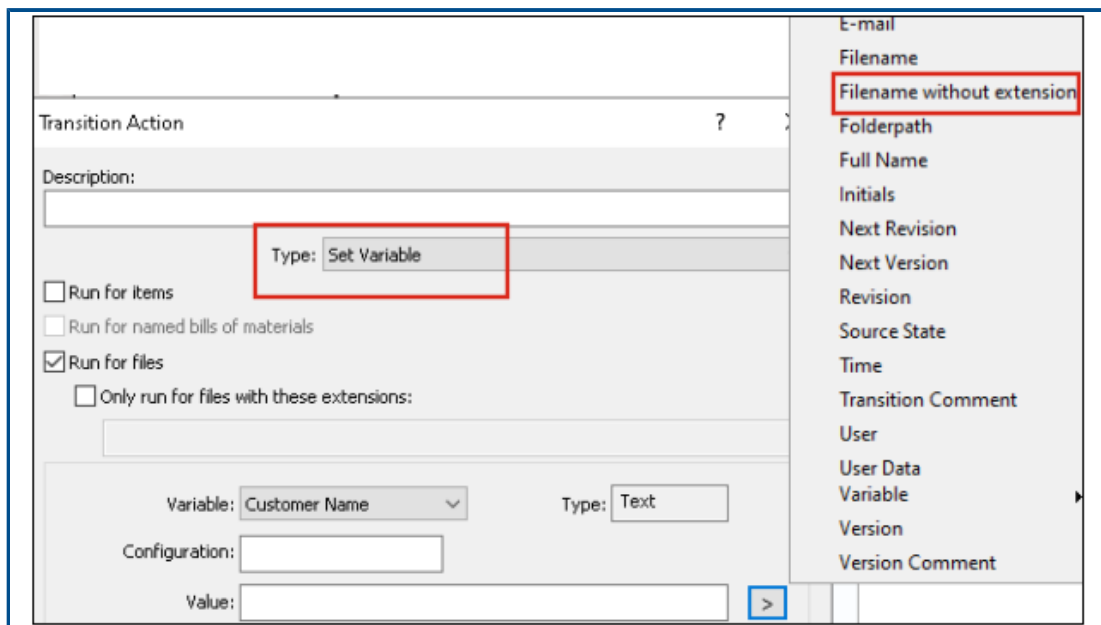 Transition Action ?
Description:
Type: Set Variable
Run for items
Run for named bills of materials
Run for files
Only run for files with these extensions:
Variable: Customer Name Type: Text
Configuration:
Value: >
E-mail
Filename
Filename without extension
Folderpath
Full Name
Initials
Next Revision
Next Version
Revision
Source State
Time
Transition Comment
User
User Data
Variable
Version
Version Comment